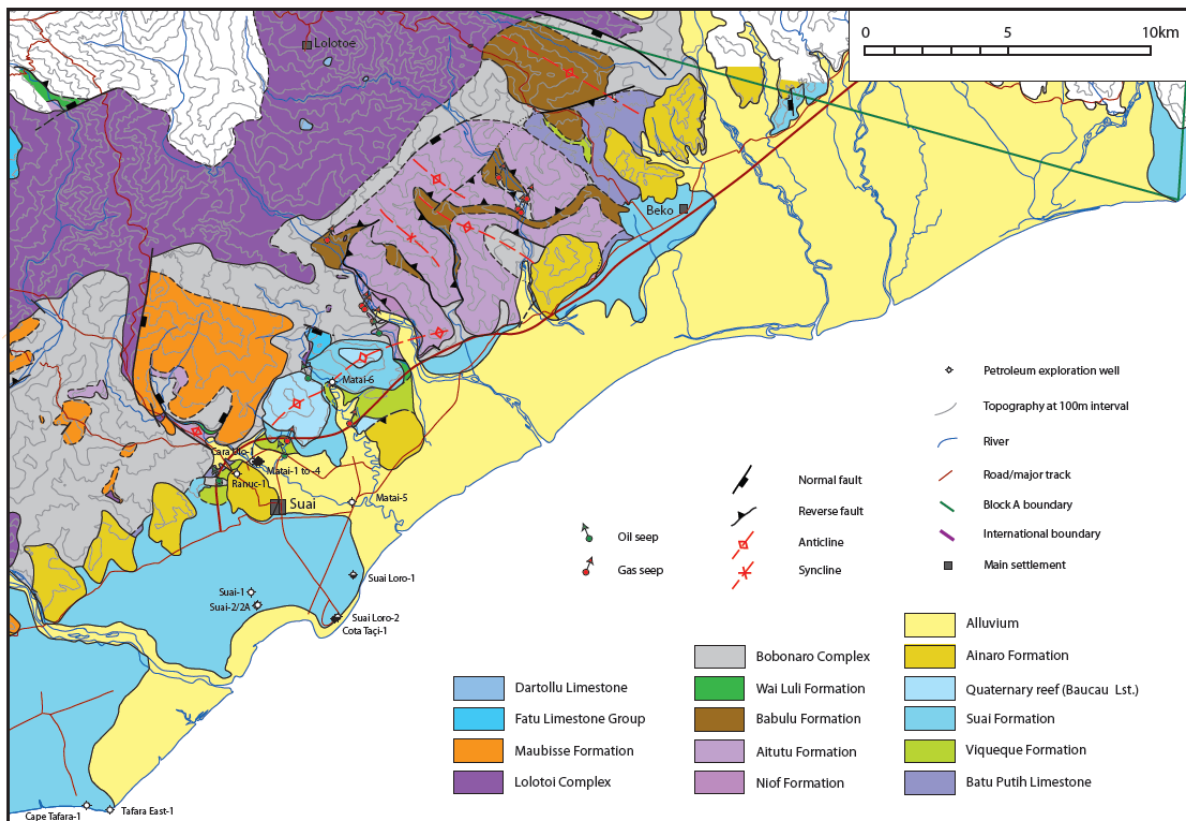 0 5 10km
Lolotoe
Beko
Matai-6
Matai-1 to -4
Ranuc-1
Matai-5
Suai
Suai Loro-1
Suai-1
Suai-2/2A
Suai Loro-2
Cota Taçi-1
Cape Tafara-1
Tafara East-1
Petroleum exploration well
Topography at 100m interval
River
Road/major track
Block A boundary
International boundary
Main settlement
Normal fault
Reverse fault
Anticline
Syncline
Oil seep
Gas seep
Dartollu Limestone
Fatu Limestone Group
Maubisse Formation
Lolotoi Complex
Bobonaro Complex
Wai Luli Formation
Babulu Formation
Aitutu Formation
Niof Formation
Alluvium
Ainaro Formation
Quaternary reef (Baucau Lst.)
Suai Formation
Viqueque Formation
Batu Putih Limestone